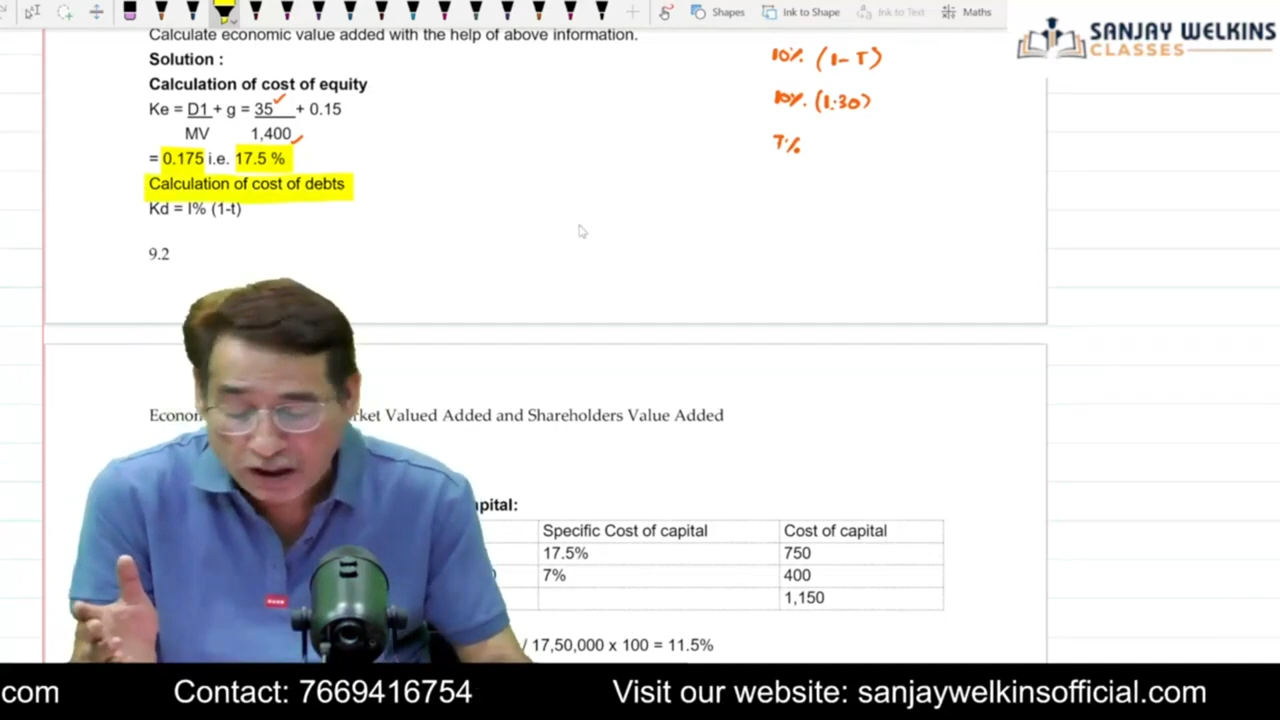 Shapes Ink to Shape Ink to Text Maths
SANJAY WELKINS
CLASSES
Calculate economic value added with the help of above information.
Solution :
Calculation of cost of equity
Ke = D1 + g = 35 + 0.15
MV 1,400
= 0.175 i.e. 17.5 %
Calculation of cost of debts
Kd = I% (1-t)
9.2
10% (1-T)
10% (1-30)
7%
Valued Added and Shareholders Value Added
Specific Cost of capital Cost of capital
17.5% 750
7% 400
1,150
/ 17,50,000 x 100 = 11.5%
.com Contact: 7669416754 Visit our website: sanjaywelkinsofficial.com